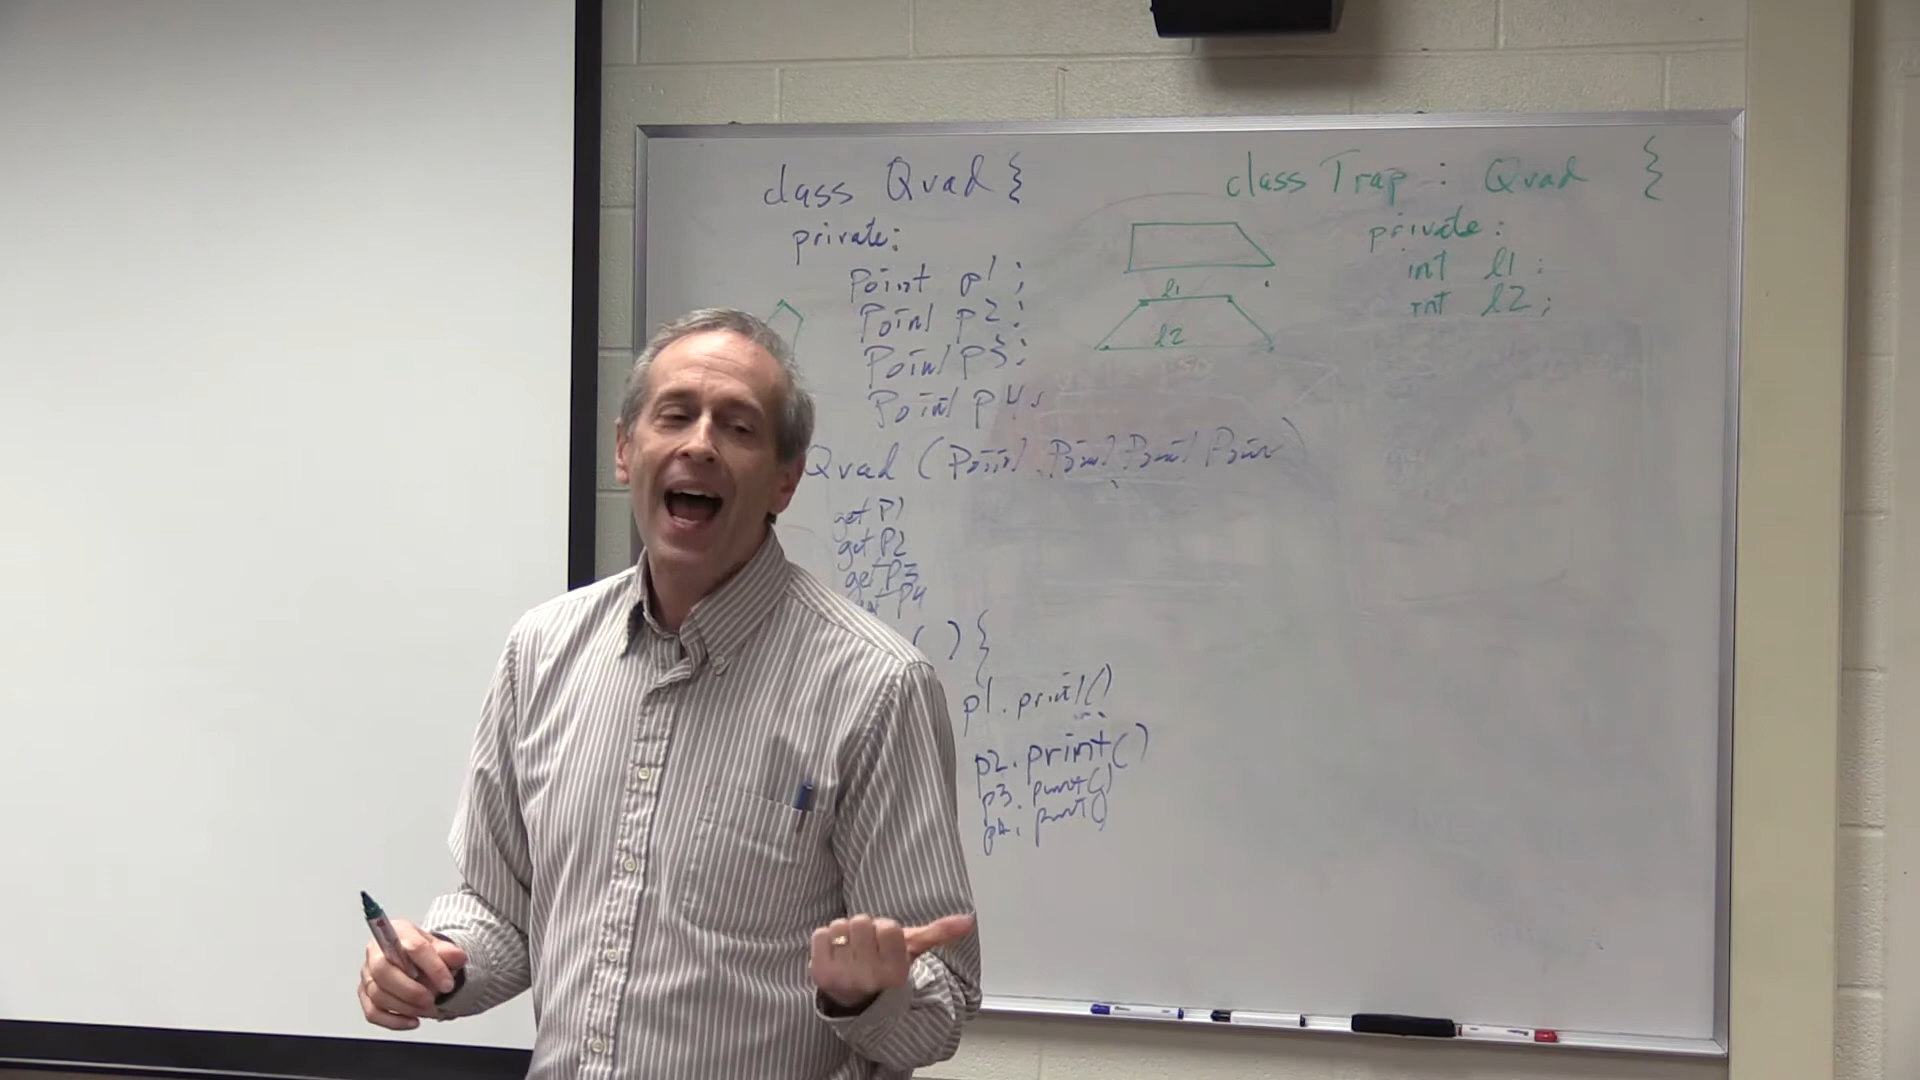 class Quad {
private:
Point p1;
Point p2;
Point p3;
Point p4;
Quad (Point, Point, Point, Point)
get P1
get P2
get P3
get P4
( ) {
p1.print()
p2.print()
p3.print()
p4.print()
class Trap : Quad {
private:
int l1;
int l2;
l1
l2